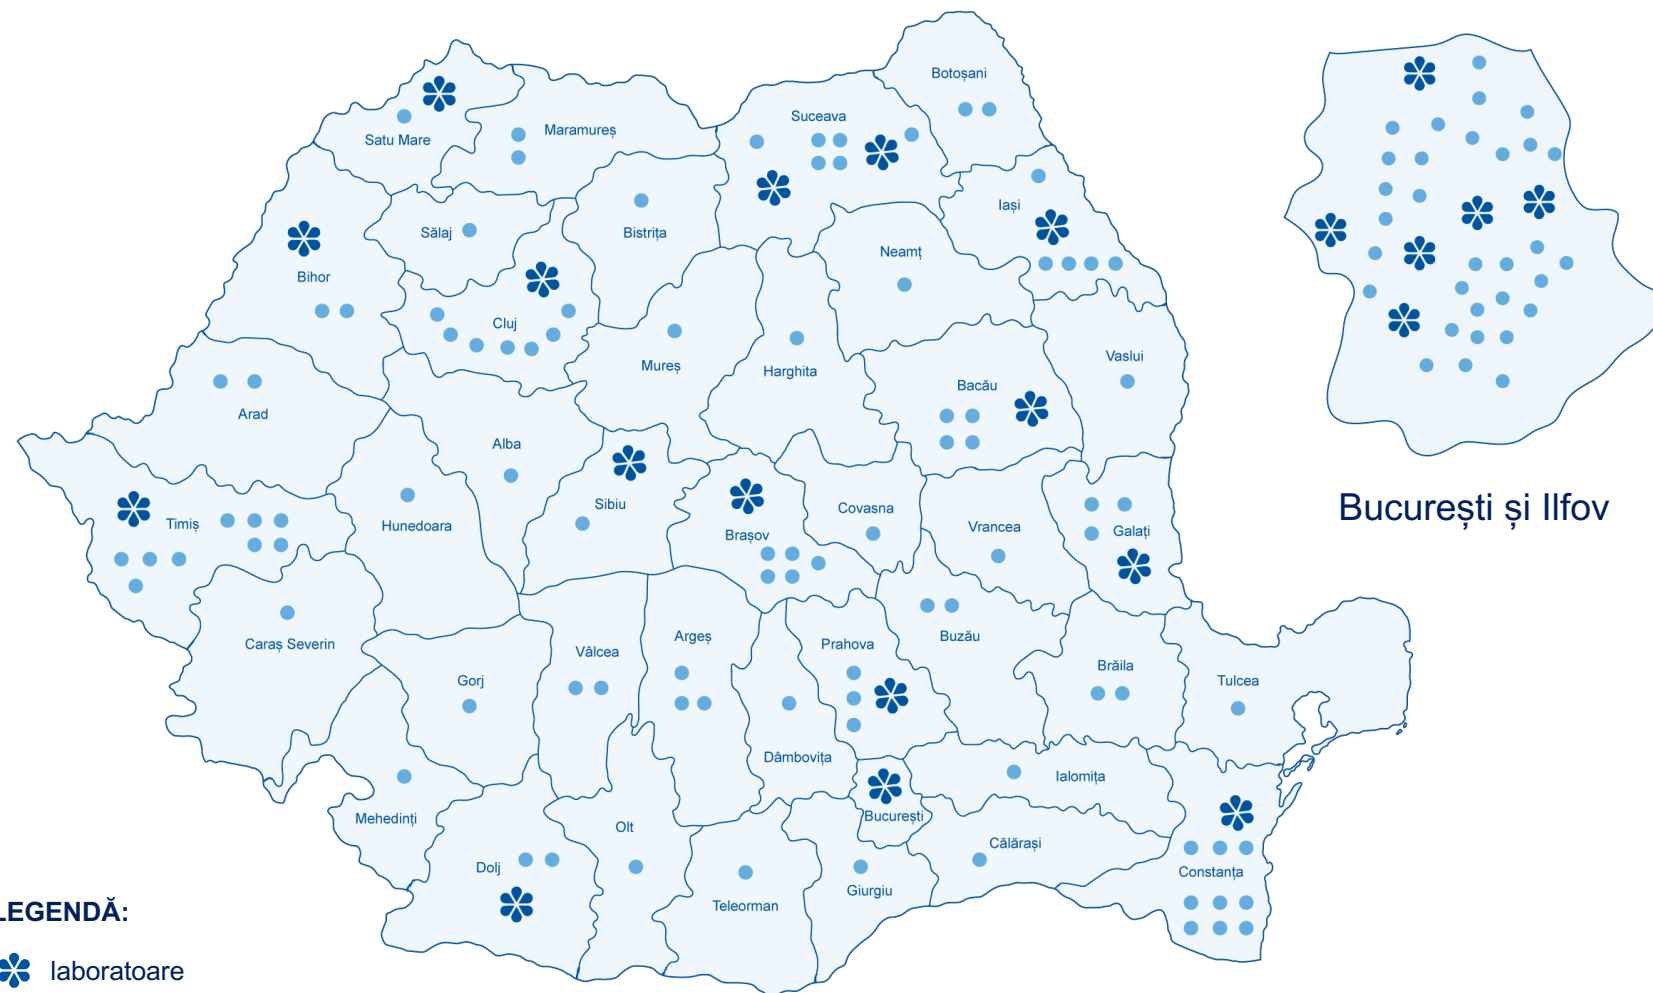 Botoșani
Suceava
Maramureș
Satu Mare
Iași
Sălaj
Bistrița
Neamț
Bihor
Cluj
Vaslui
Mureș
Harghita
Bacău
Arad
Alba
Sibiu
Covasna
Timiș
Hunedoara
Brașov
Vrancea
Galați
București și Ilfov
Caraș Severin
Argeș
Prahova
Buzău
Vâlcea
Brăila
Gorj
Tulcea
Dâmbovița
Ialomița
Mehedinți
București
Olt
Călărași
Dolj
Constanța
Giurgiu
Teleorman
LEGENDĂ:
laboratoare